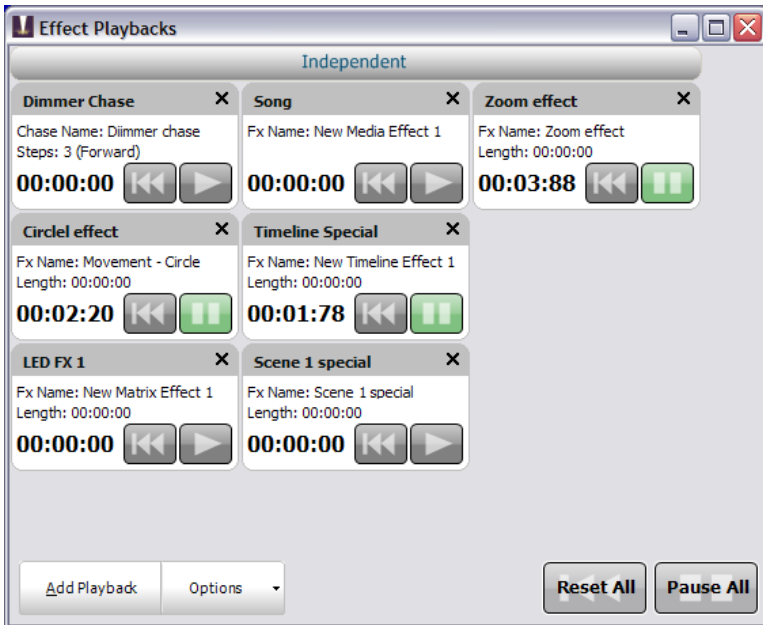 Effect Playbacks
Independent
Dimmer Chase
Chase Name: Diimmer chase
Steps: 3 (Forward)
00:00:00
Song
Fx Name: New Media Effect 1
00:00:00
Zoom effect
Fx Name: Zoom effect
Length: 00:00:00
00:03:88
Circlel effect
Fx Name: Movement - Circle
Length: 00:00:00
00:02:20
Timeline Special
Fx Name: New Timeline Effect 1
Length: 00:00:00
00:01:78
LED FX 1
Fx Name: New Matrix Effect 1
Length: 00:00:00
00:00:00
Scene 1 special
Fx Name: Scene 1 special
Length: 00:00:00
00:00:00
Add Playback
Options
Reset All
Pause All